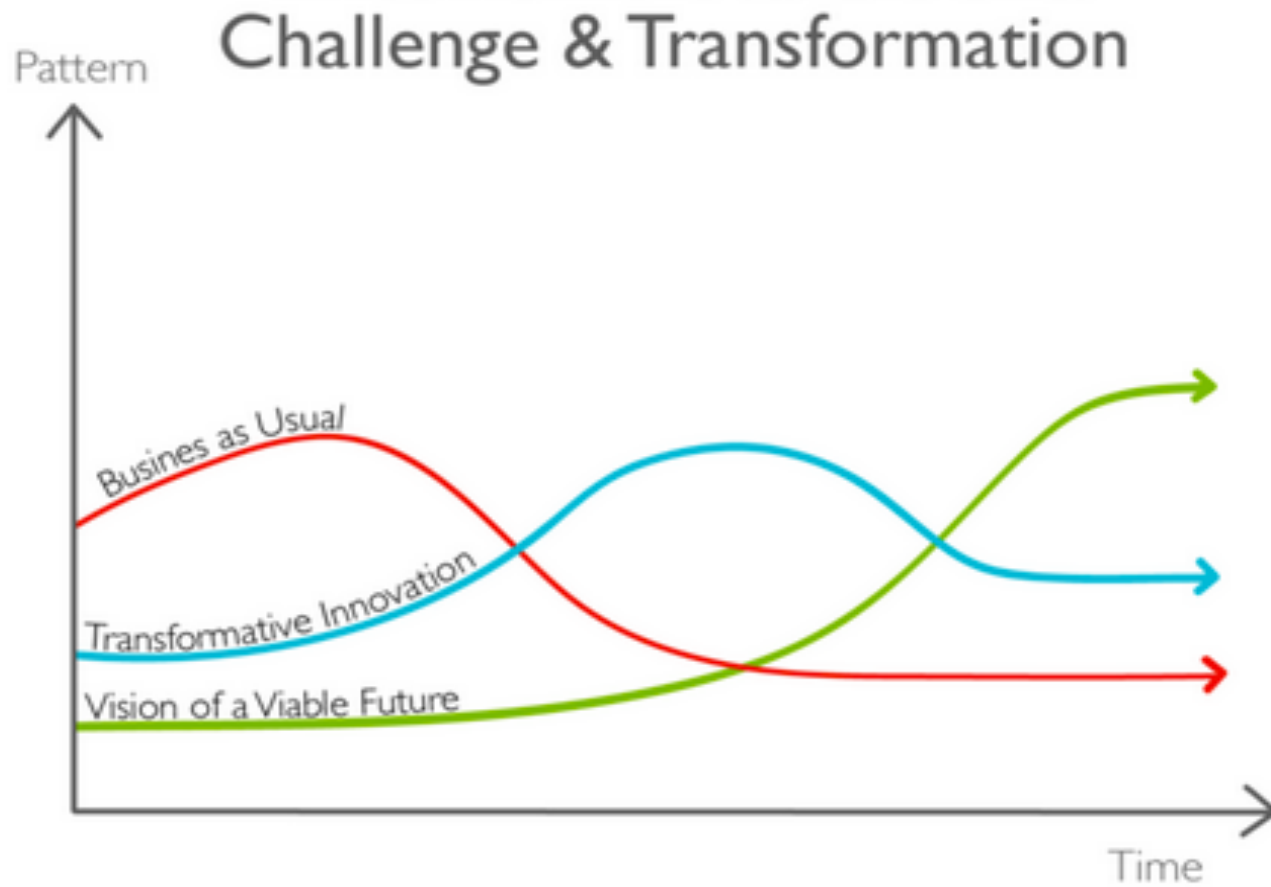 Challenge & Transformation
Pattern
Busines as Usual
Transformative Innovation
Vision of a Viable Future
Time